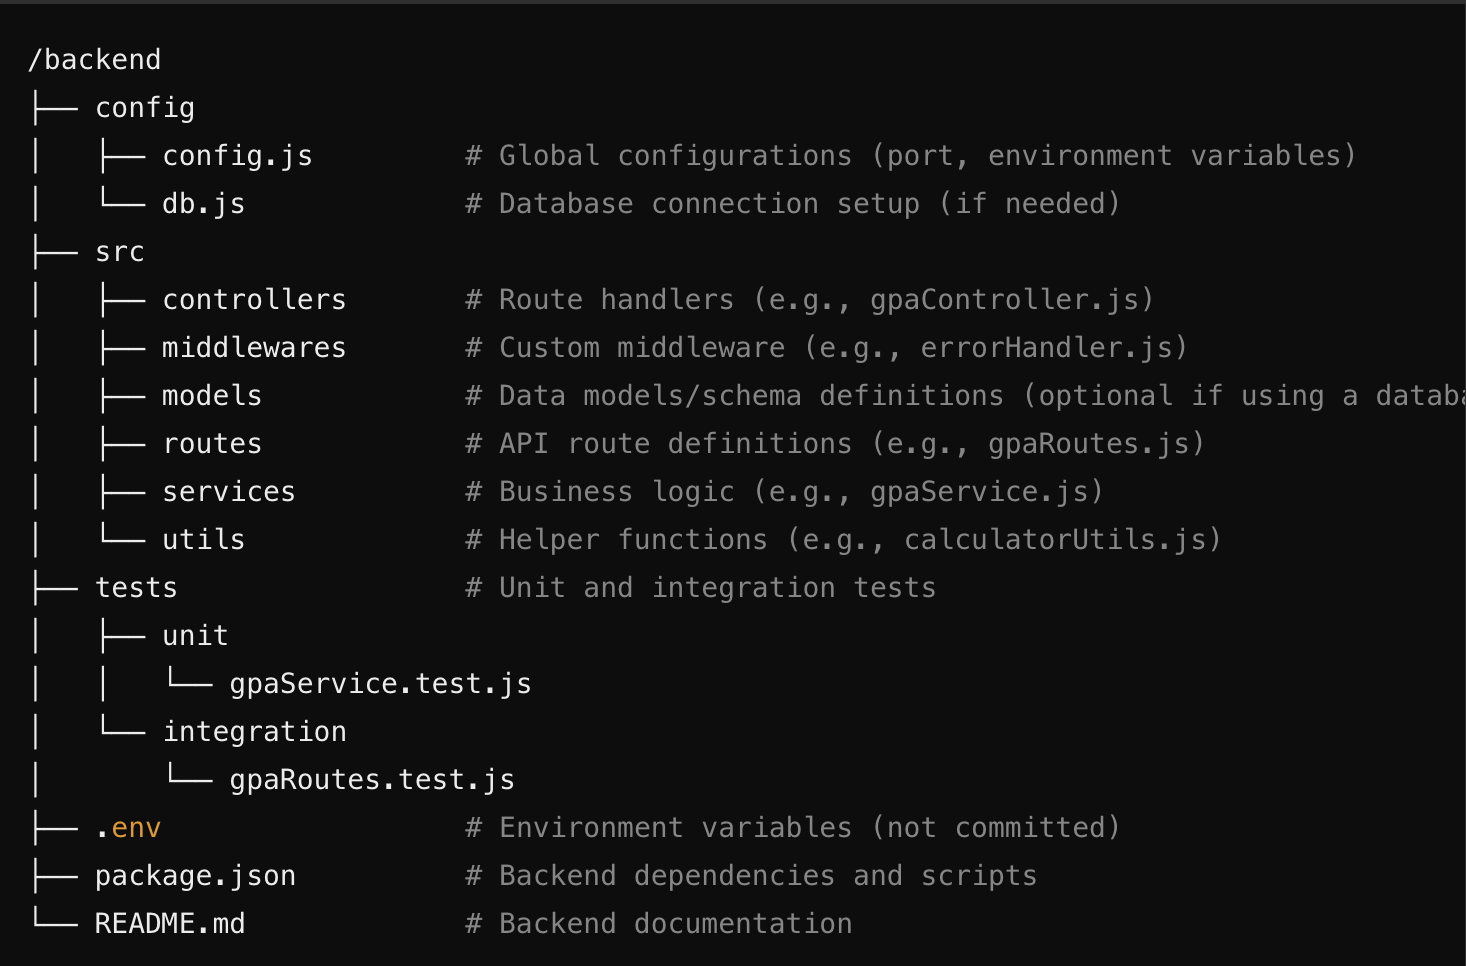 /backend
├── config
│   ├── config.js         # Global configurations (port, environment variables)
│   └── db.js             # Database connection setup (if needed)
├── src
│   ├── controllers       # Route handlers (e.g., gpaController.js)
│   ├── middlewares       # Custom middleware (e.g., errorHandler.js)
│   ├── models            # Data models/schema definitions (optional if using a
│   ├── routes            # API route definitions (e.g., gpaRoutes.js)
│   ├── services          # Business logic (e.g., gpaService.js)
│   └── utils             # Helper functions (e.g., calculatorUtils.js)
├── tests                 # Unit and integration tests
│   ├── unit
│   │   └── gpaService.test.js
│   └── integration
│       └── gpaRoutes.test.js
├── .env                  # Environment variables (not committed)
├── package.json          # Backend dependencies and scripts
└── README.md             # Backend documentation